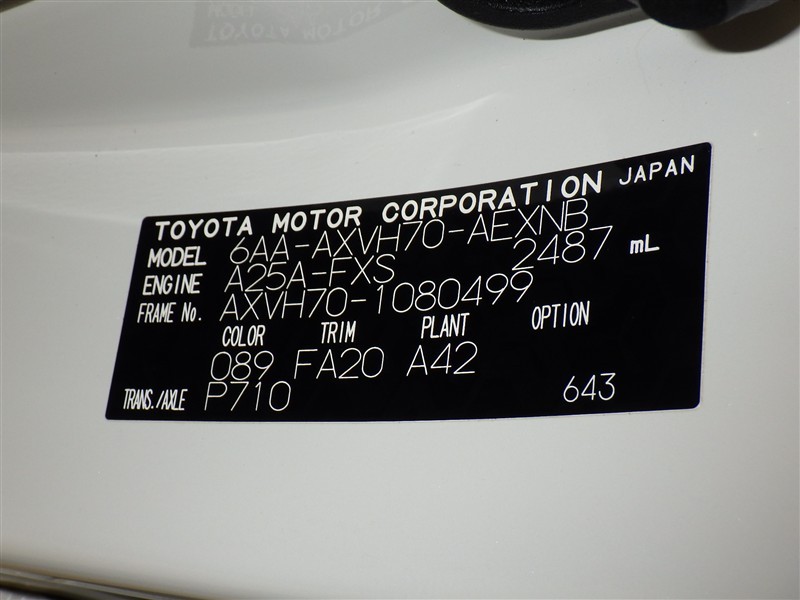 TOYOTA MOTOR CORPORATION JAPAN
MODEL 6AA-AXVH70-AEXNB
ENGINE A25A-FXS 2487 mL
FRAME No. AXVH70-1080499
COLOR TRIM PLANT OPTION
089 FA20 A42
TRANS./AXLE P710 643